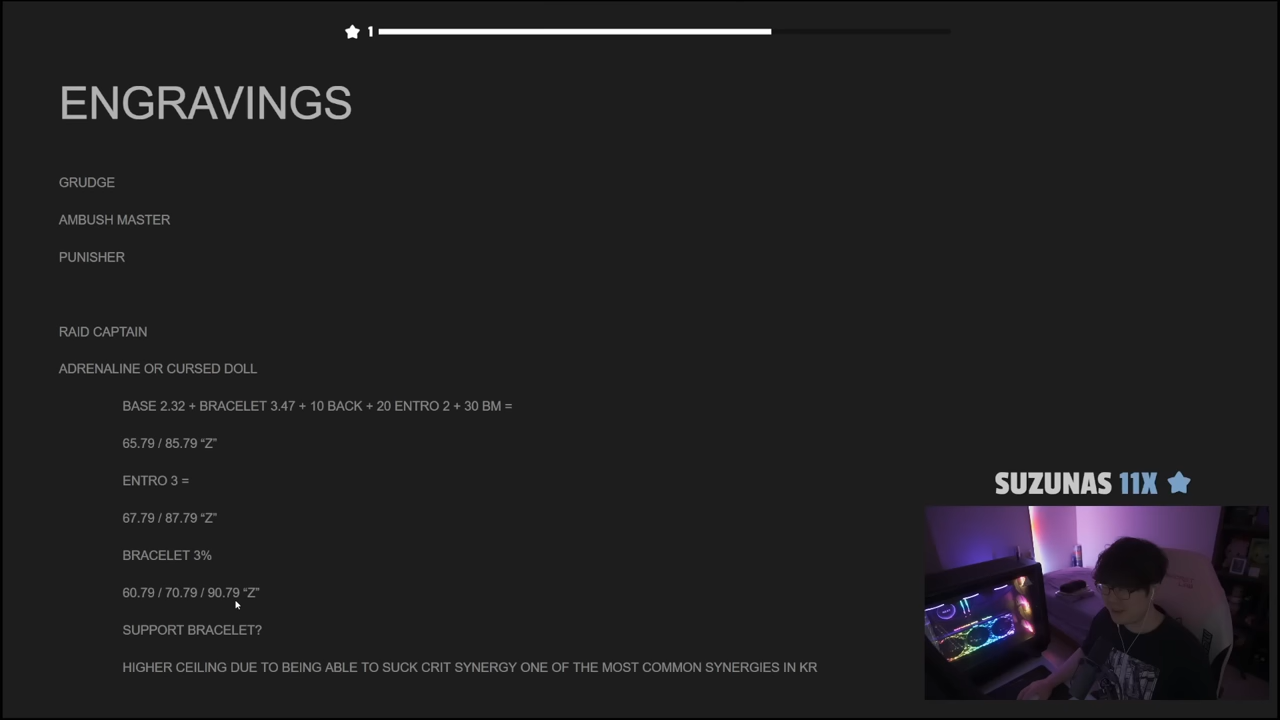 1
ENGRAVINGS
GRUDGE
AMBUSH MASTER
PUNISHER
RAID CAPTAIN
ADRENALINE OR CURSED DOLL
BASE 2.32 + BRACELET 3.47 + 10 BACK + 20 ENTRO 2 + 30 BM =
65.79 / 85.79 “Z”
ENTRO 3 =
67.79 / 87.79 “Z”
BRACELET 3%
60.79 / 70.79 / 90.79 “Z”
SUPPORT BRACELET?
HIGHER CEILING DUE TO BEING ABLE TO SUCK CRIT SYNERGY ONE OF THE MOST COMMON SYNERGIES IN KR
SUZUNAS 11X